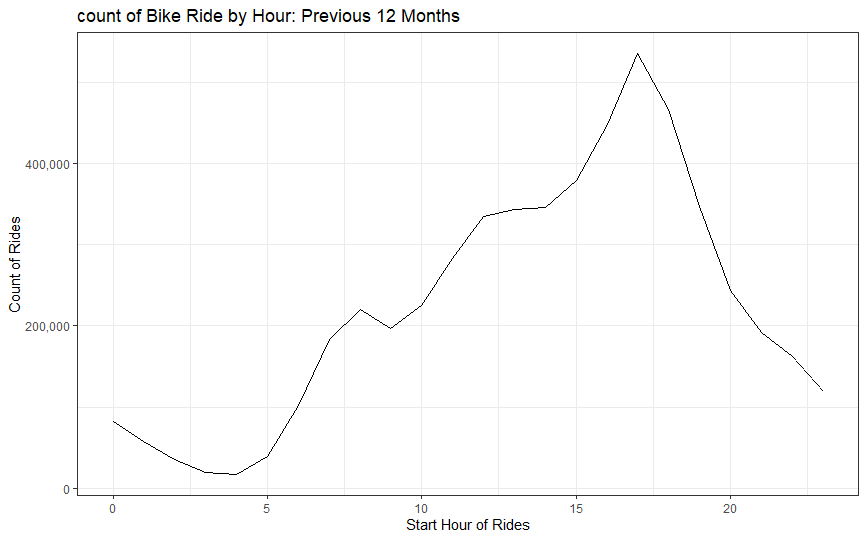 count of Bike Ride by Hour: Previous 12 Months
Count of Rides
400,000
200,000
0
0 5 10 15 20
Start Hour of Rides